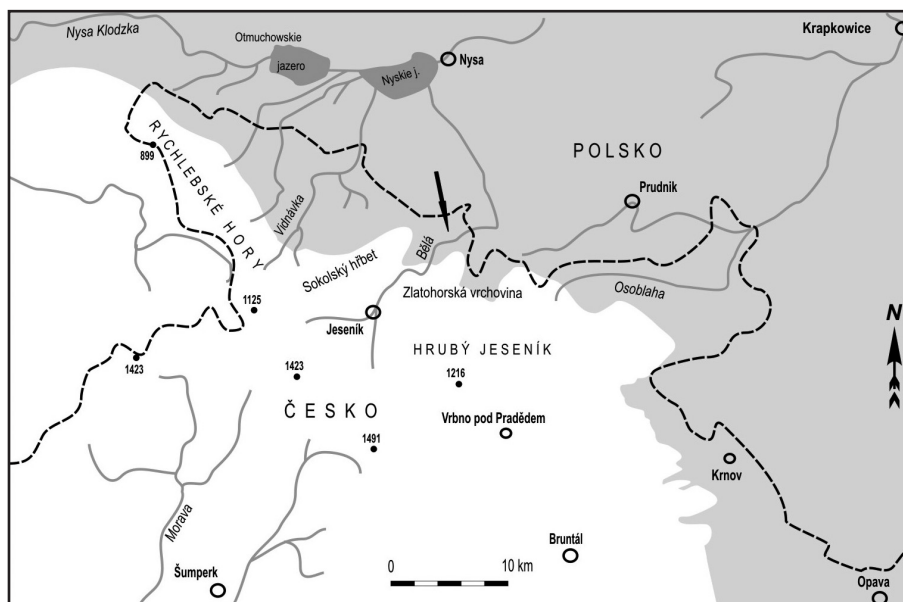 Nysa Klodzka
Otmuchowskie
jazero
Nyskie j.
Nysa
Krapkowice
RYCHLEBSKÉ HORY
899
POLSKO
Prudnik
Vidnávka
Bělá
Sokolský hřbet
Zlatohorská vrchovina
Osoblaha
1125
Jeseník
HRUBÝ JESENÍK
N
1423
1423
1216
ČESKO
Vrbno pod Pradědem
1491
Krnov
Morava
Šumperk
0 10 km
Bruntál
Opava